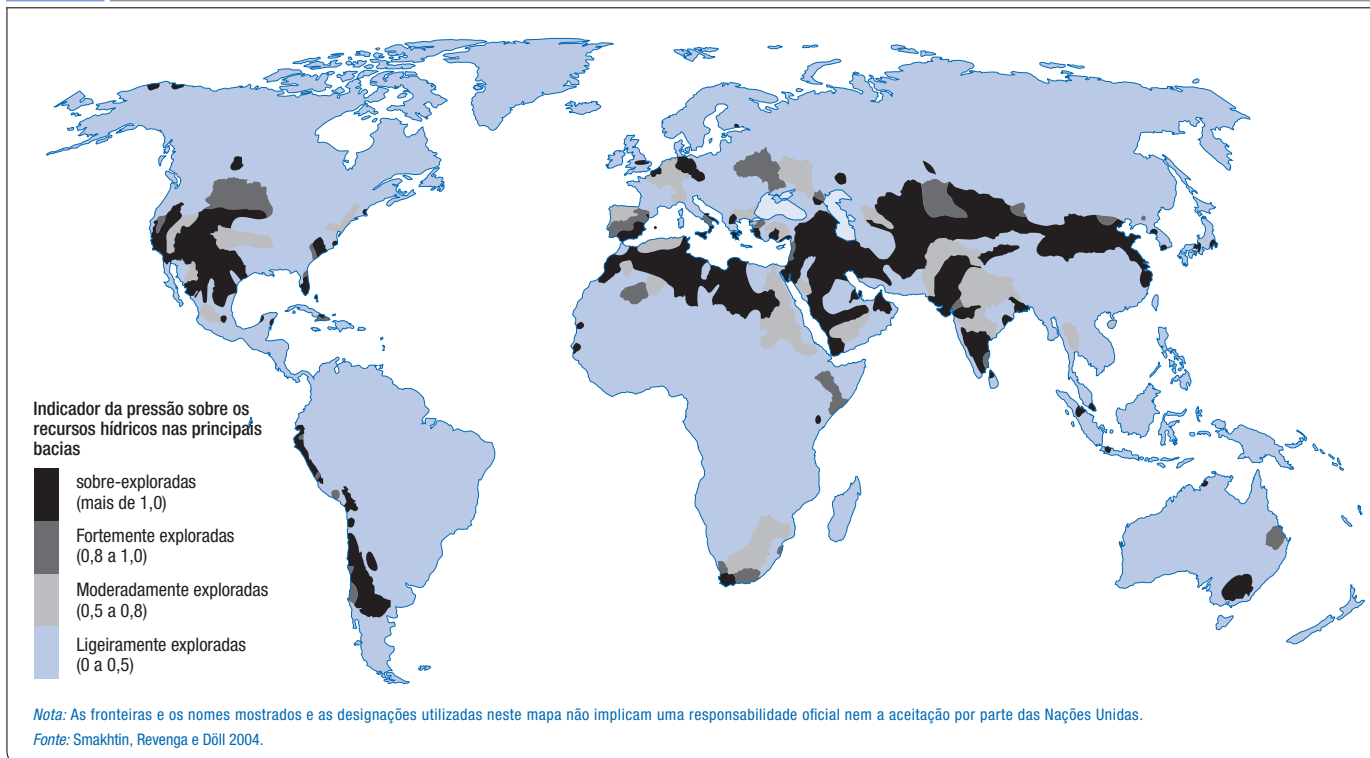 Indicador da pressão sobre os
recursos hídricos nas principais
bacias
sobre-exploradas
(mais de 1,0)
Fortemente exploradas
(0,8 a 1,0)
Moderadamente exploradas
(0,5 a 0,8)
Ligeiramente exploradas
(0 a 0,5)
Nota: As fronteiras e os nomes mostrados e as designações utilizadas neste mapa não implicam uma responsabilidade oficial nem a aceitação por parte das Nações Unidas.
Fonte: Smakhtin, Revenga e Döll 2004.